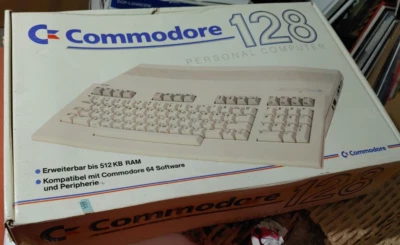 Commodore 128
PERSONAL COMPUTER
• Erweiterbar bis 512 KB RAM
• Kompatibel mit Commodore 64 Software
und Peripherie
Commodore
Commodore 128